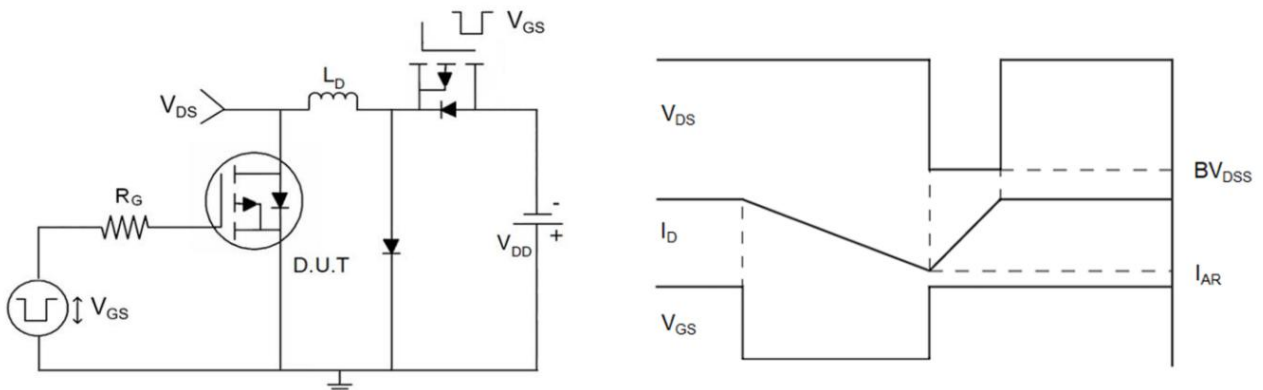 V_GS
L_D
V_DS
R_G
D.U.T
V_DD
-
+
V_GS
V_DS
BV_DSS
I_D
I_AR
V_GS